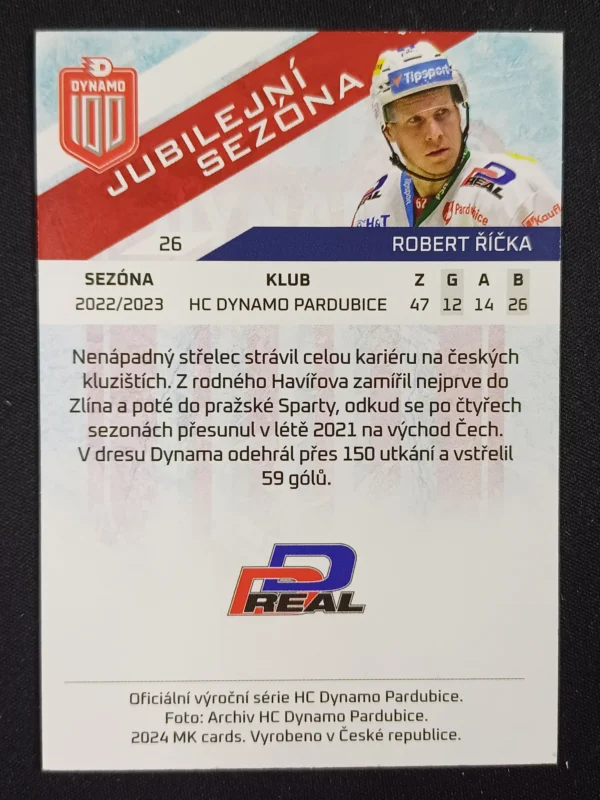 DYNAMO
100
JUBILEJNÍ
SEZÓNA
Tipsport
REAL
H&T
67
Pardubice
26
ROBERT ŘÍČKA
SEZÓNA KLUB Z G A B
2022/2023 HC DYNAMO PARDUBICE 47 12 14 26
Nenápadný střelec strávil celou kariéru na českých
kluzištích. Z rodného Havířova zamířil nejprve do
Zlína a poté do pražské Sparty, odkud se po čtyřech
sezonách přesunul v létě 2021 na východ Čech.
V dresu Dynama odehrál přes 150 utkání a vstřelil
59 gólů.
REAL
Oficiální výroční série HC Dynamo Pardubice.
Foto: Archiv HC Dynamo Pardubice.
2024 MK cards. Vyrobeno v České republice.